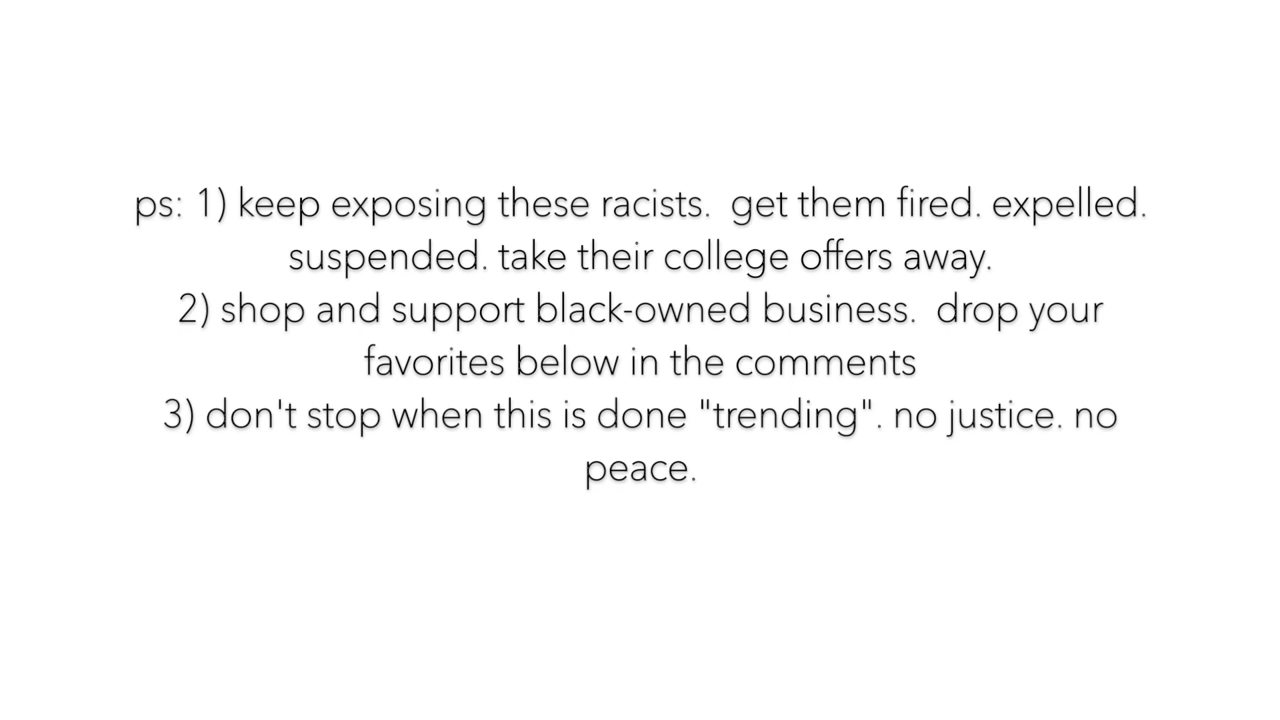 ps: 1) keep exposing these racists.  get them fired. expelled.
suspended. take their college offers away.
2) shop and support black-owned business.  drop your
favorites below in the comments
3) don't stop when this is done "trending". no justice. no
peace.